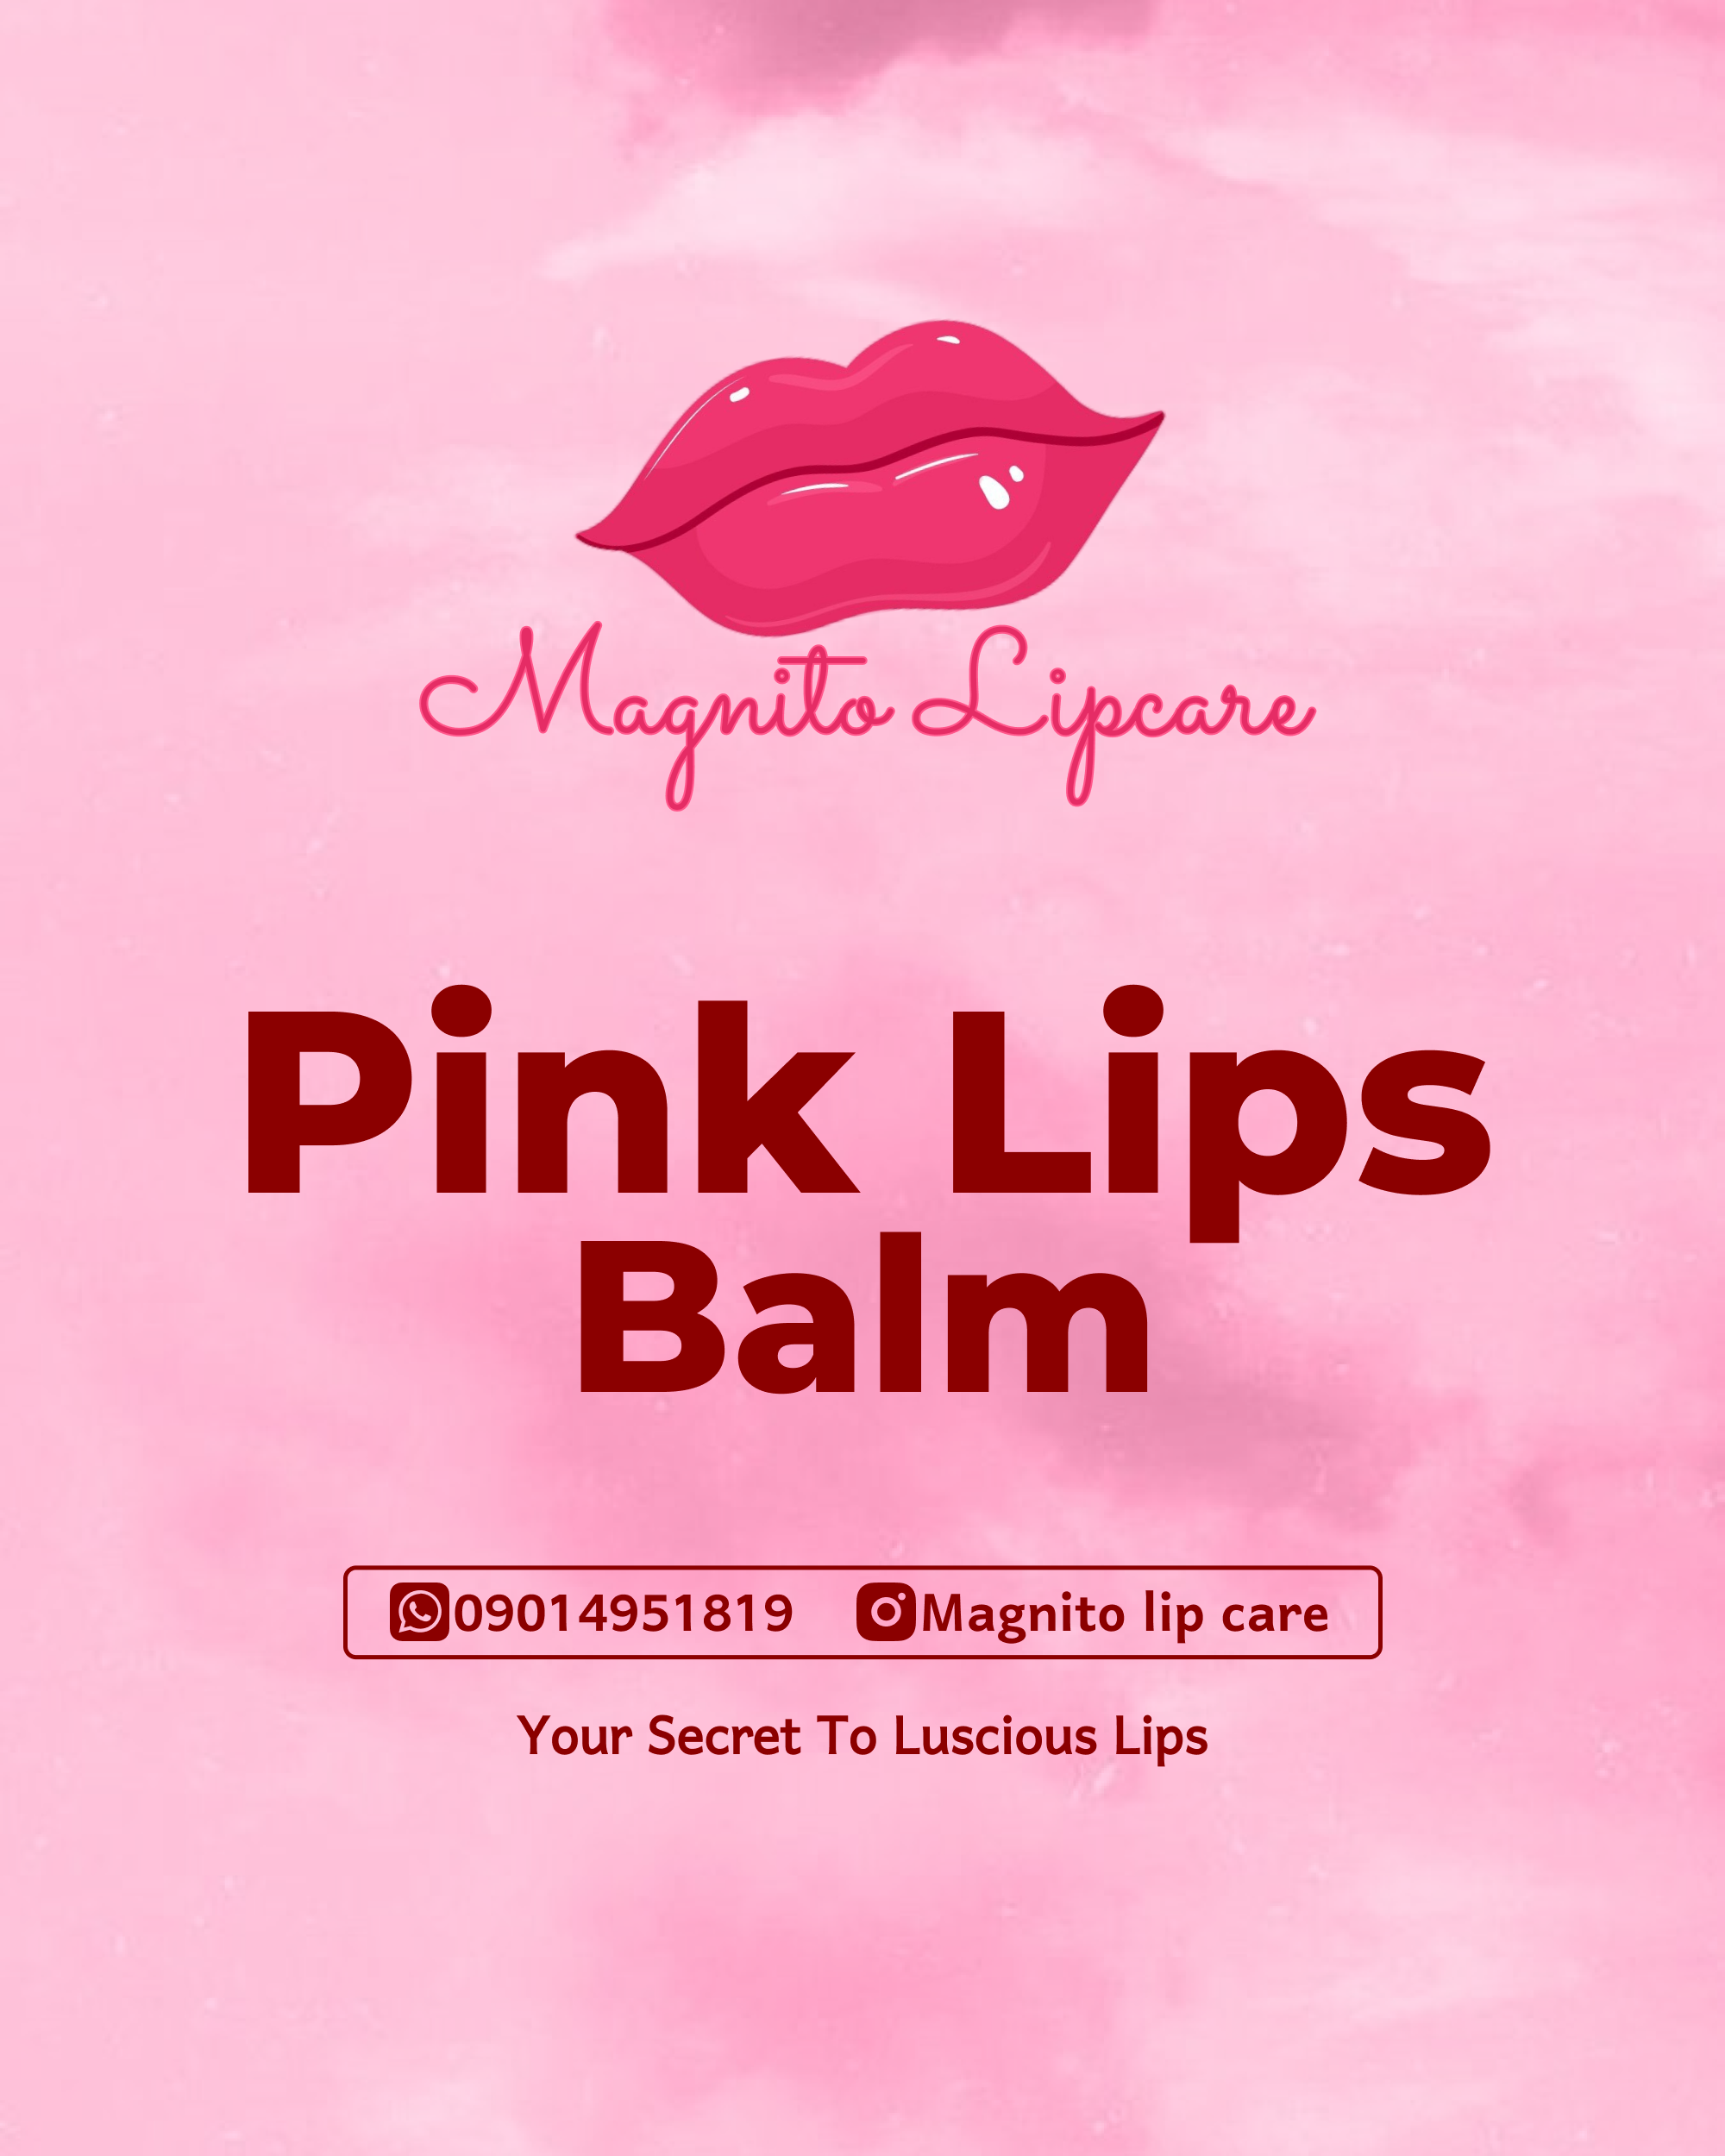 Magnito Lipcare
Pink Lips
Balm
09014951819 Magnito lip care
Your Secret To Luscious Lips